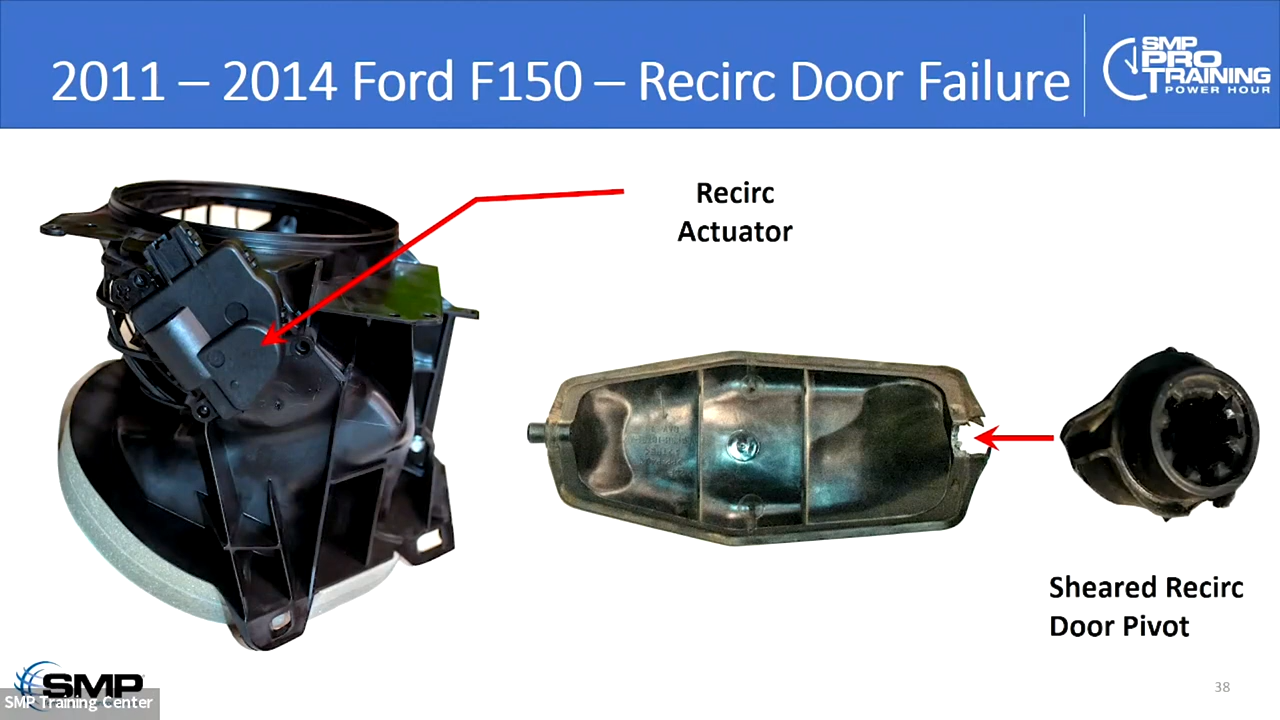 2011 – 2014 Ford F150 – Recirc Door Failure
SMP
PRO
TRAINING
POWER HOUR
Recirc
Actuator
Sheared Recirc
Door Pivot
SMP
SMP Training Center
38